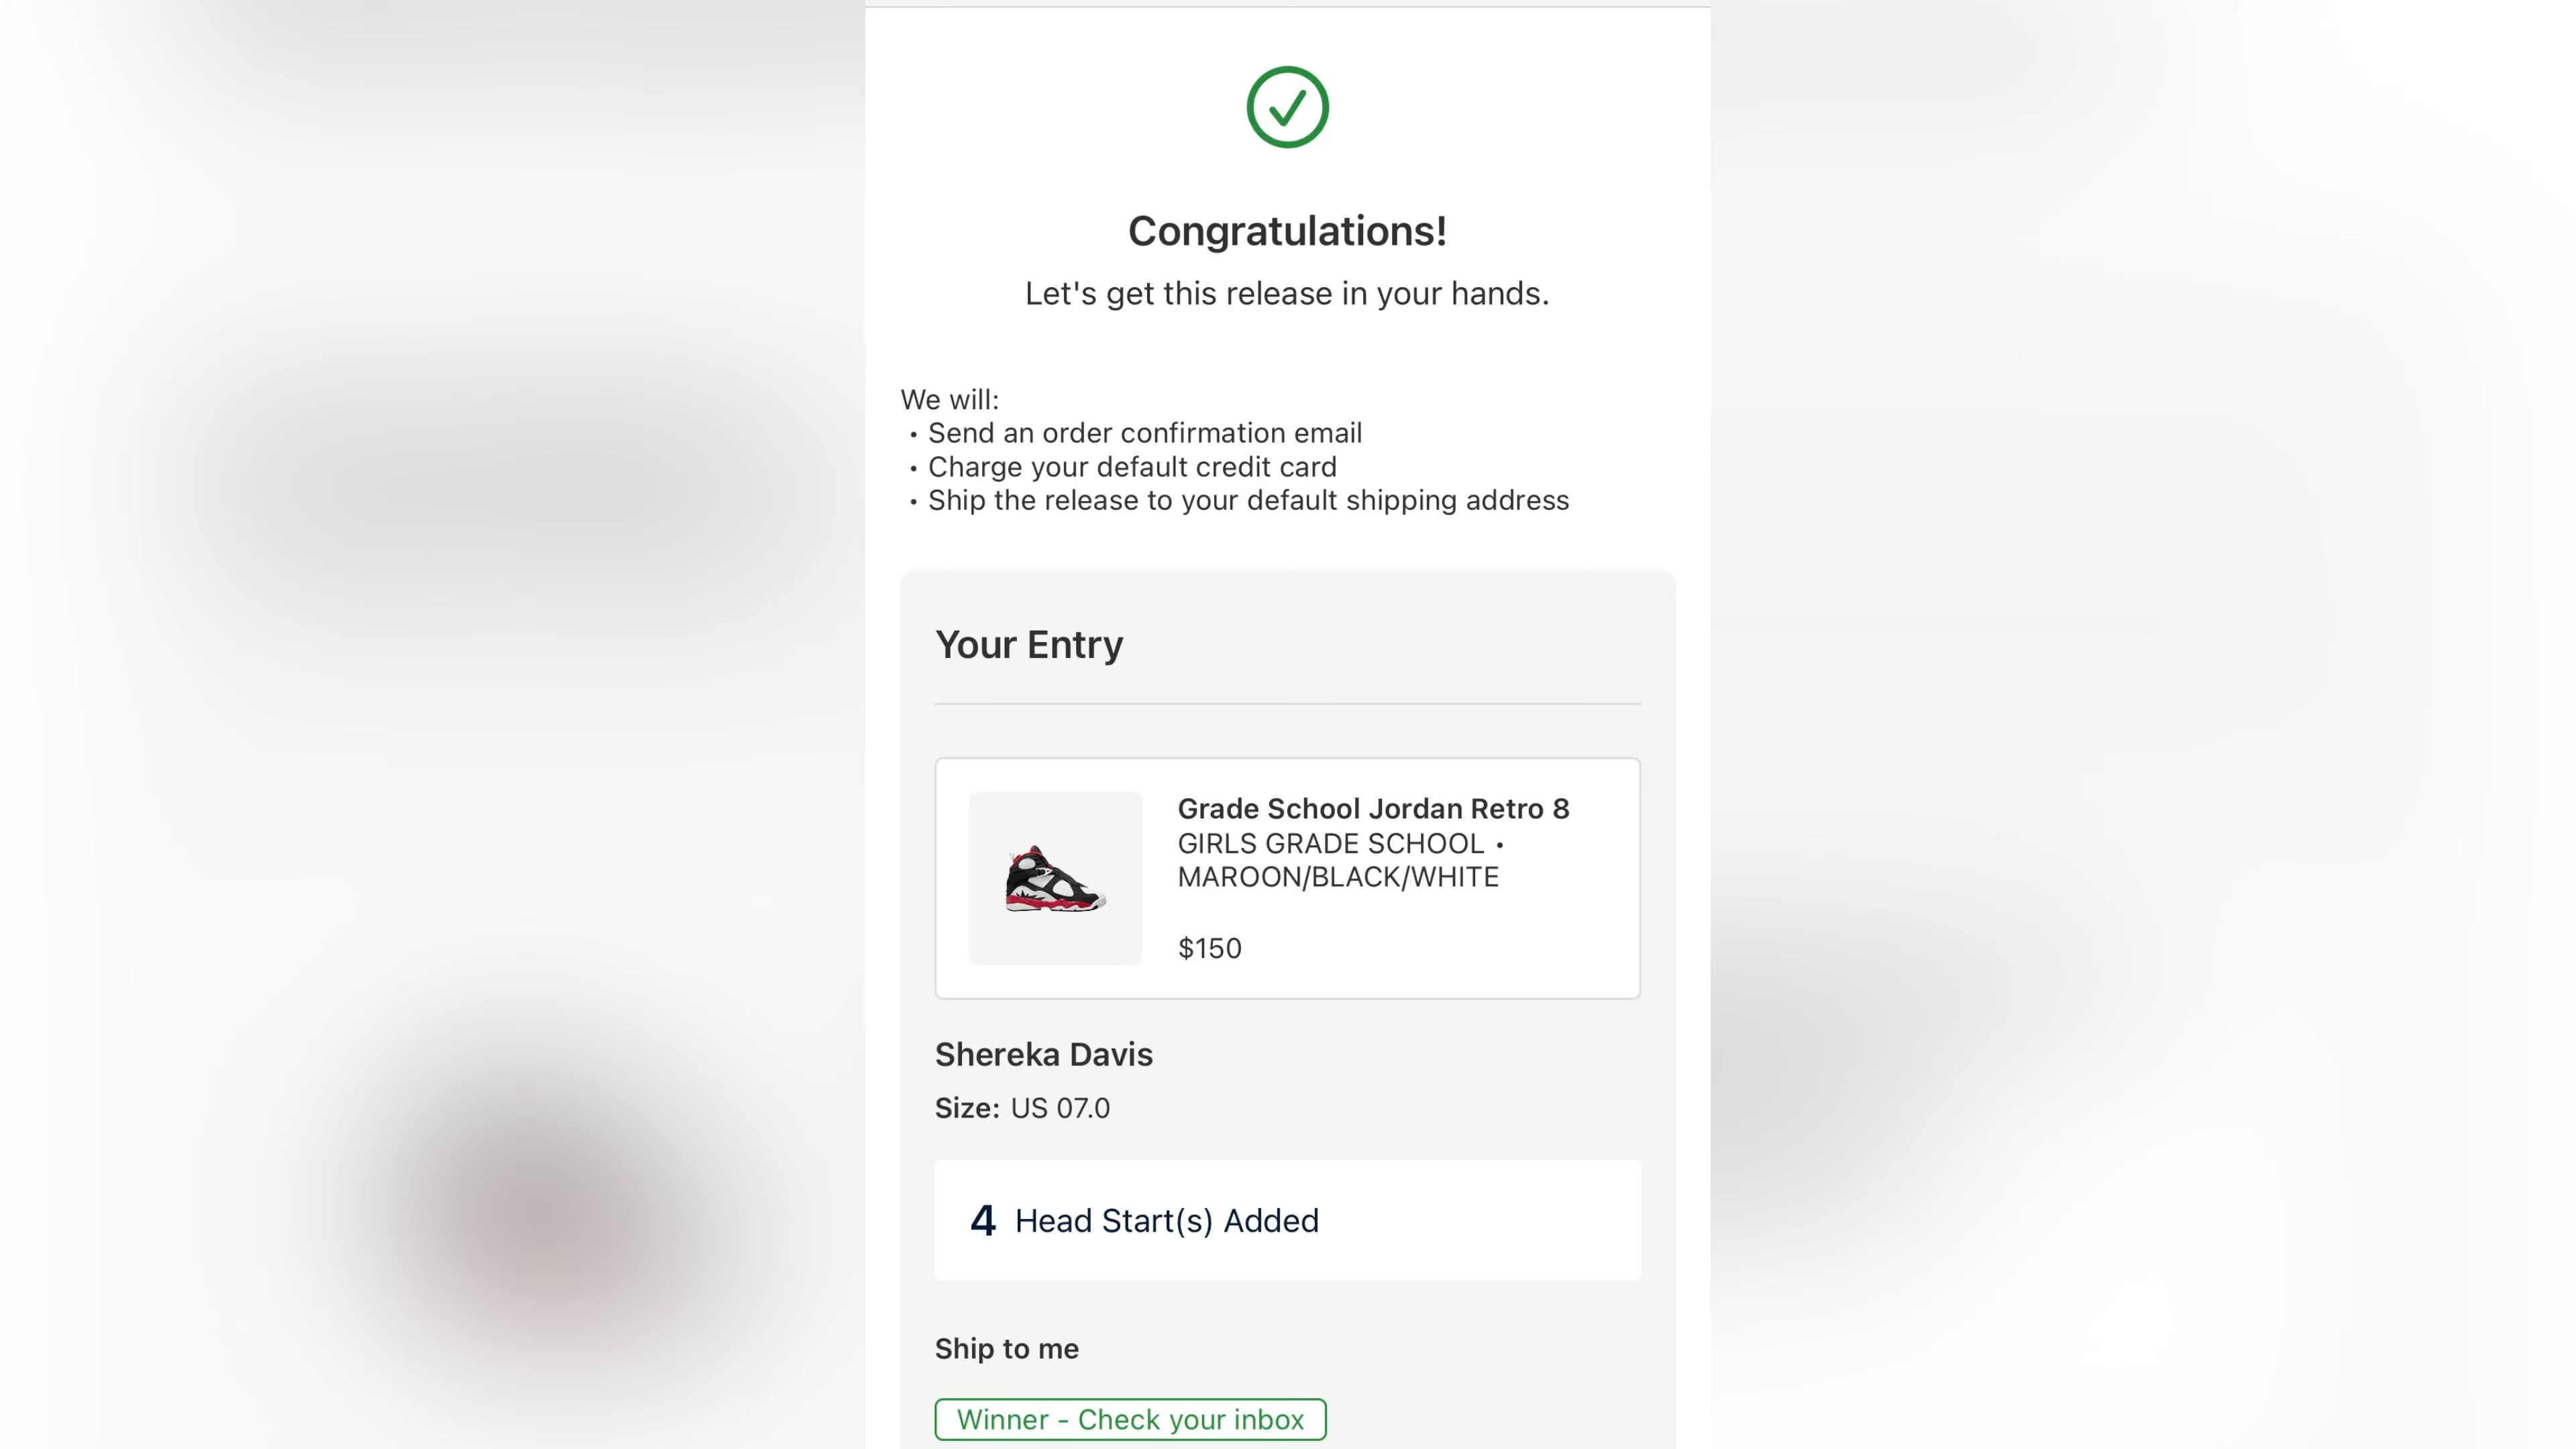 Congratulations!
Let's get this release in your hands.
We will:
• Send an order confirmation email
• Charge your default credit card
• Ship the release to your default shipping address
Your Entry
Grade School Jordan Retro 8
GIRLS GRADE SCHOOL •
MAROON/BLACK/WHITE
$150
Shereka Davis
Size: US 07.0
4 Head Start(s) Added
Ship to me
Winner - Check your inbox